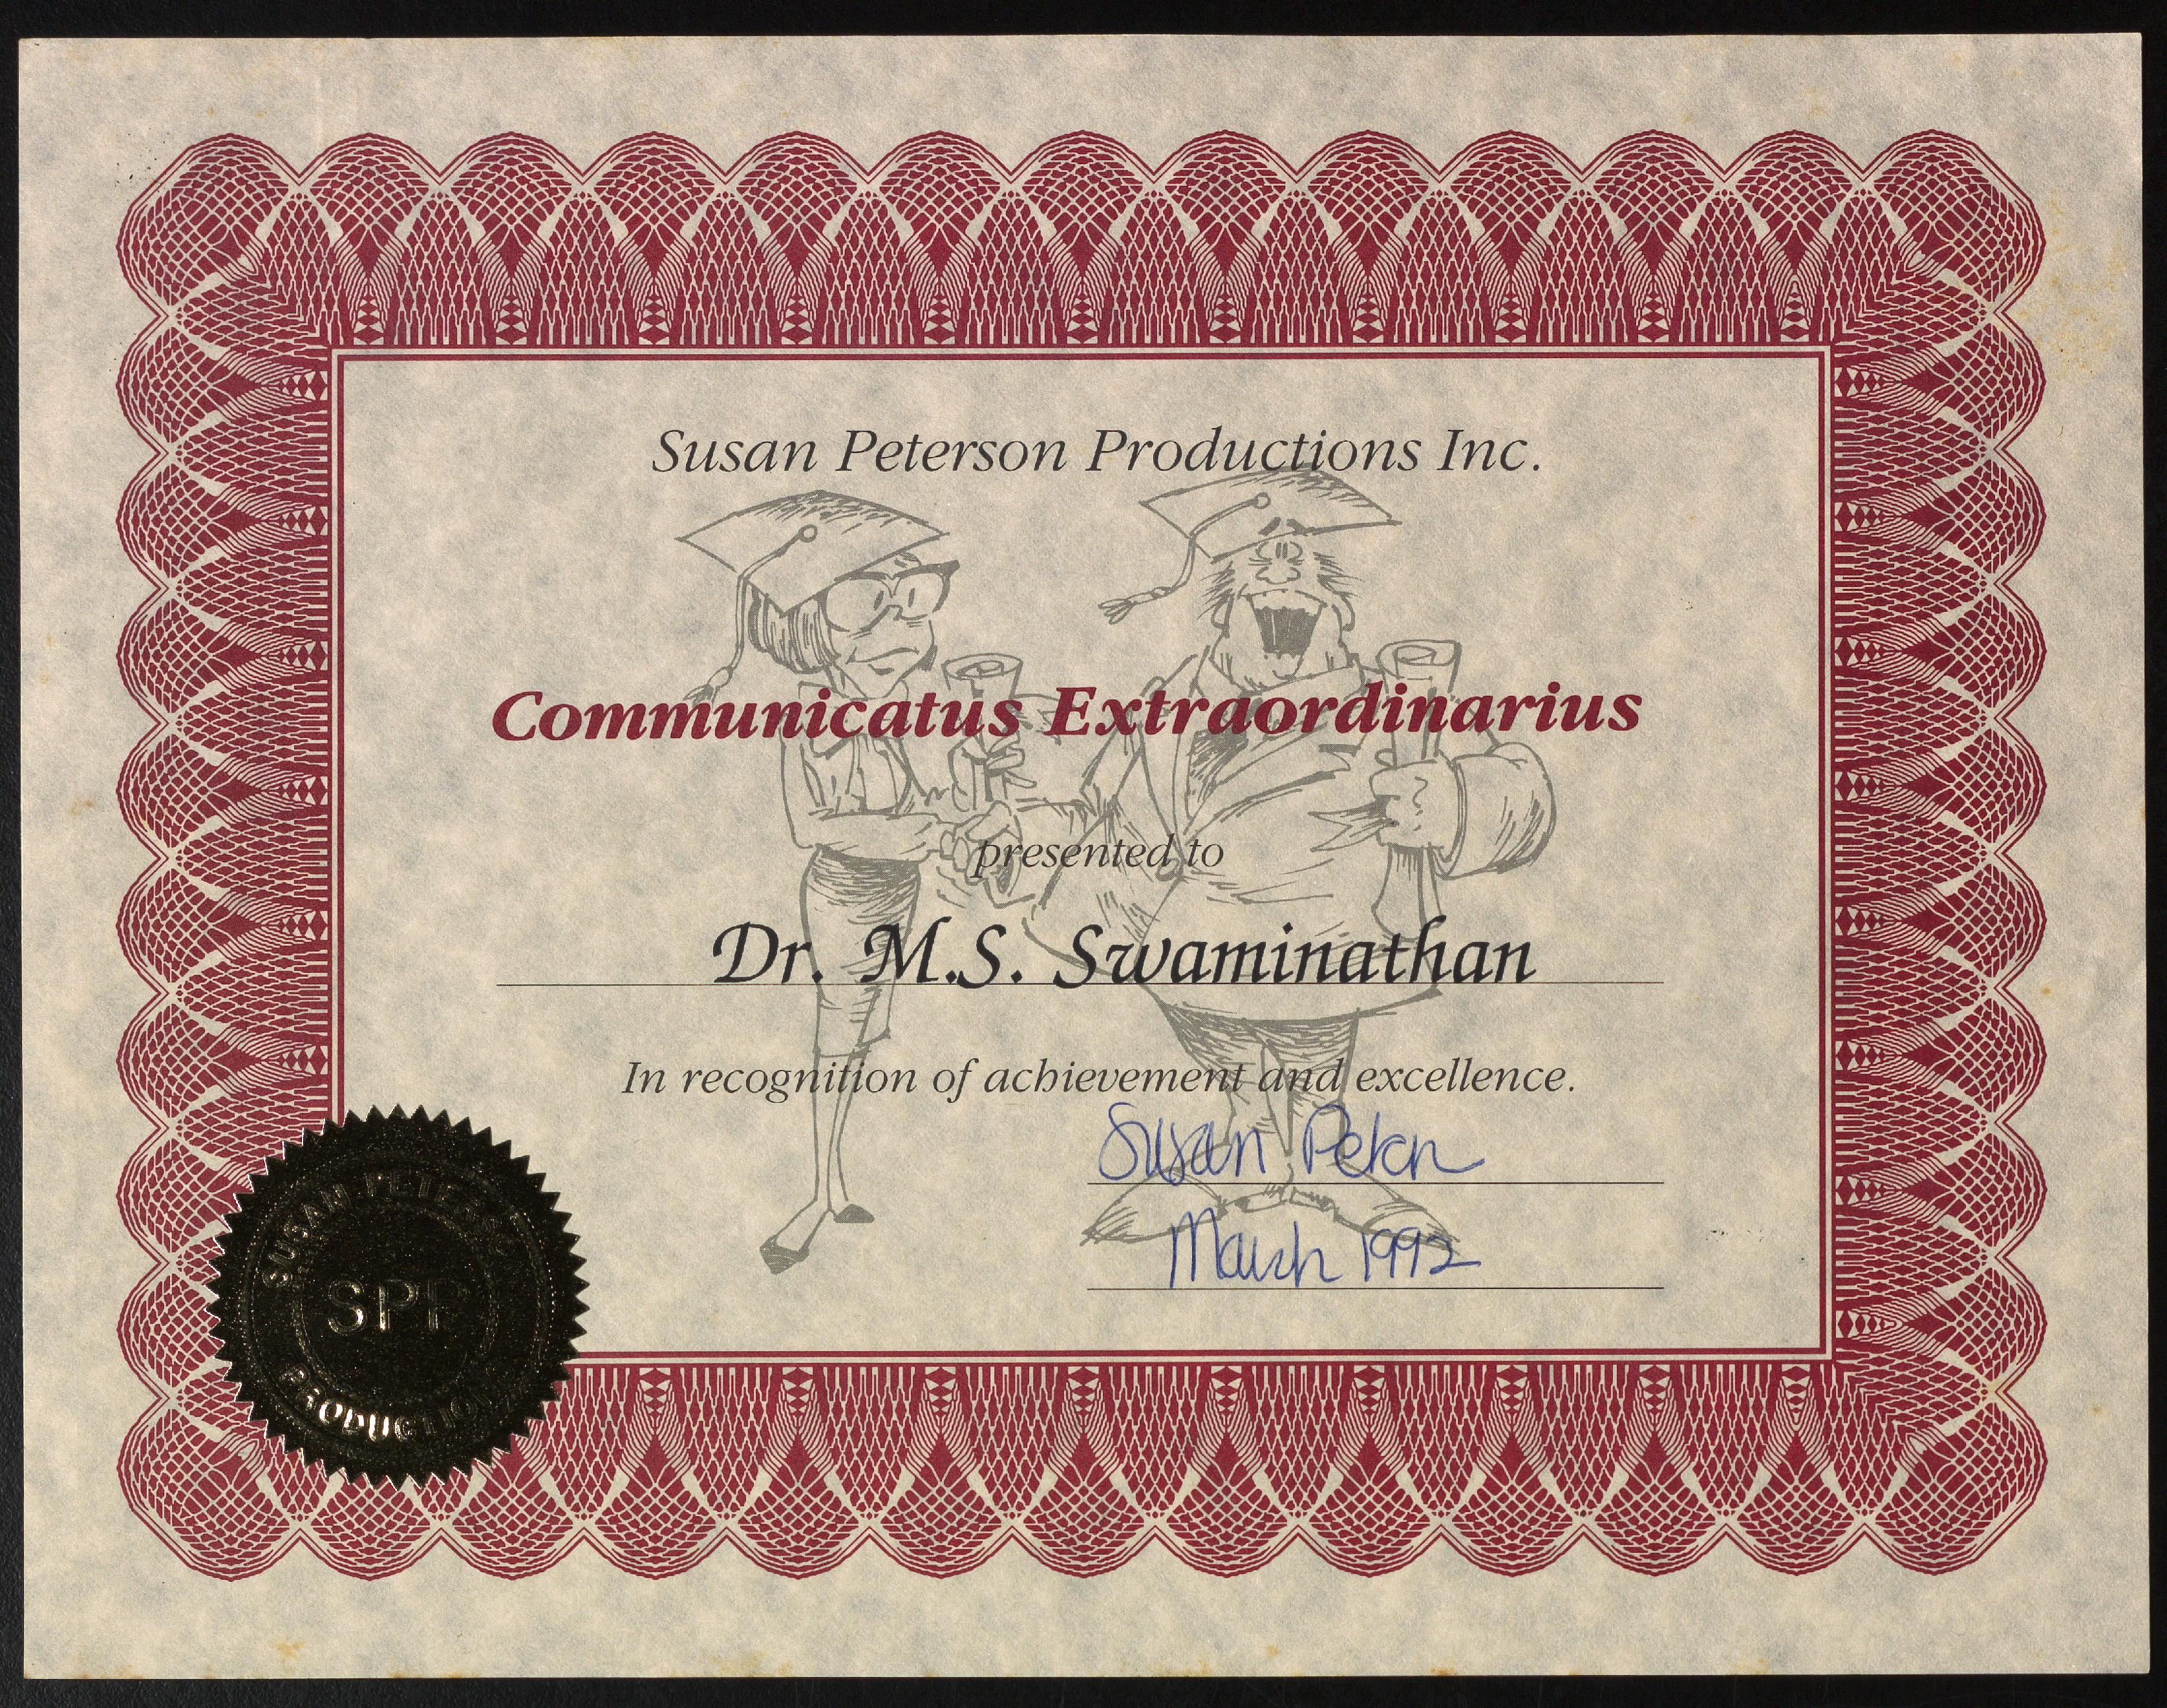 Susan Peterson Productions Inc.
Communicatus Extraordinarius
presented to
Dr. M.S. Swaminathan
In recognition of achievement and excellence.
Susan
March 1992
SUSAN PETERSON
SPP
PRODUCTIONS